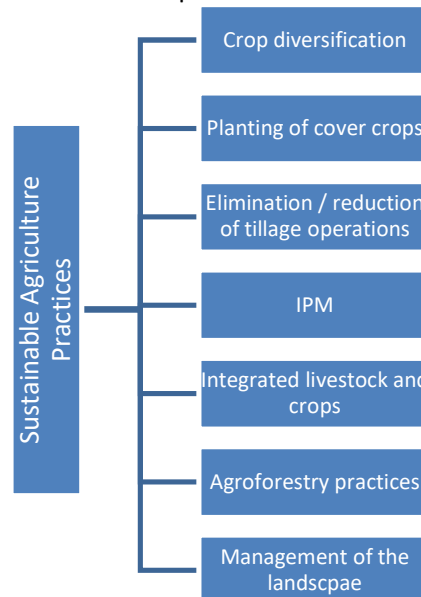 Sustainable Agriculture
Practices
Crop diversification
Planting of cover crops
Elimination / reduction
of tillage operations
IPM
Integrated livestock and
crops
Agroforestry practices
Management of the
landscpae